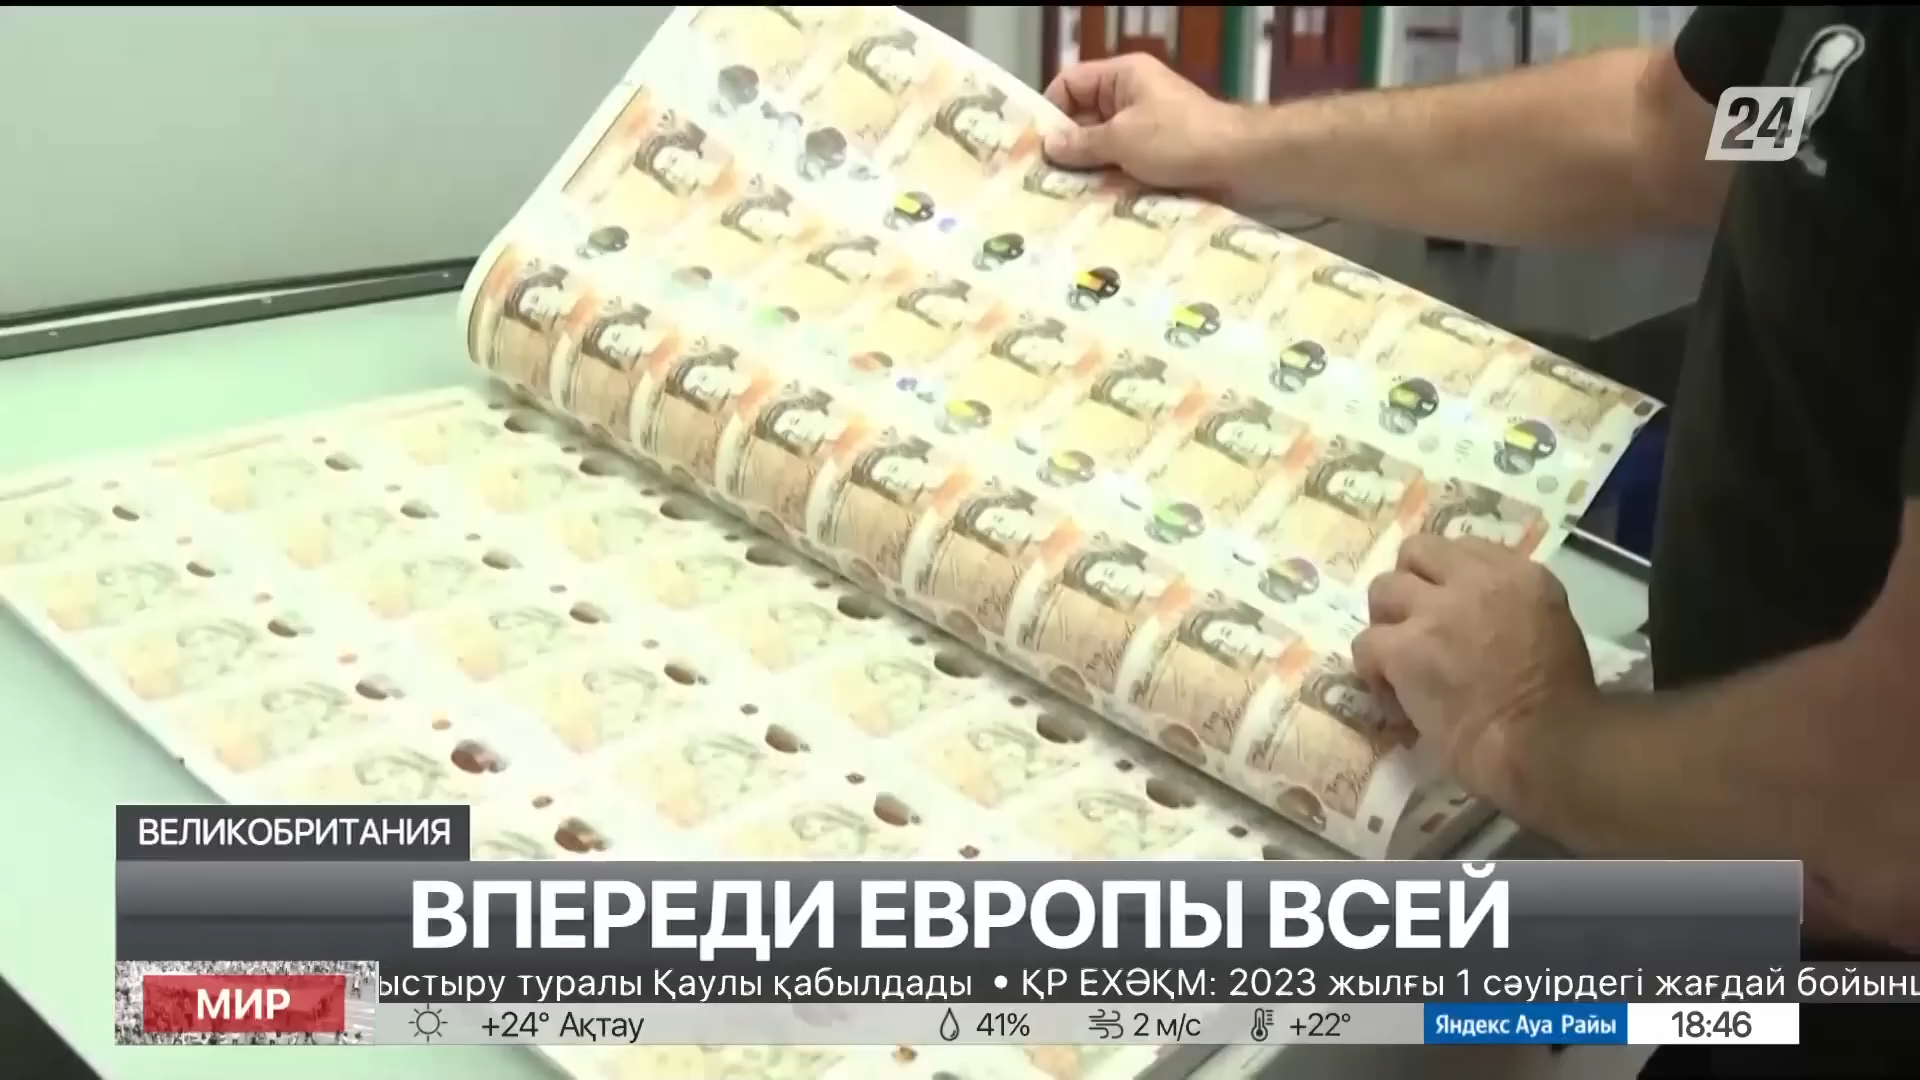 24
ВЕЛИКОБРИТАНИЯ
ВПЕРЕДИ ЕВРОПЫ ВСЕЙ
ыстыру туралы Қаулы қабылдады • ҚР ЕХӘҚМ: 2023 жылғы 1 сәуірдегі жағдай бойынш
МИР
+24° Ақтау 41% 2 м/с +22° Яндекс Ауа Райы 18:46